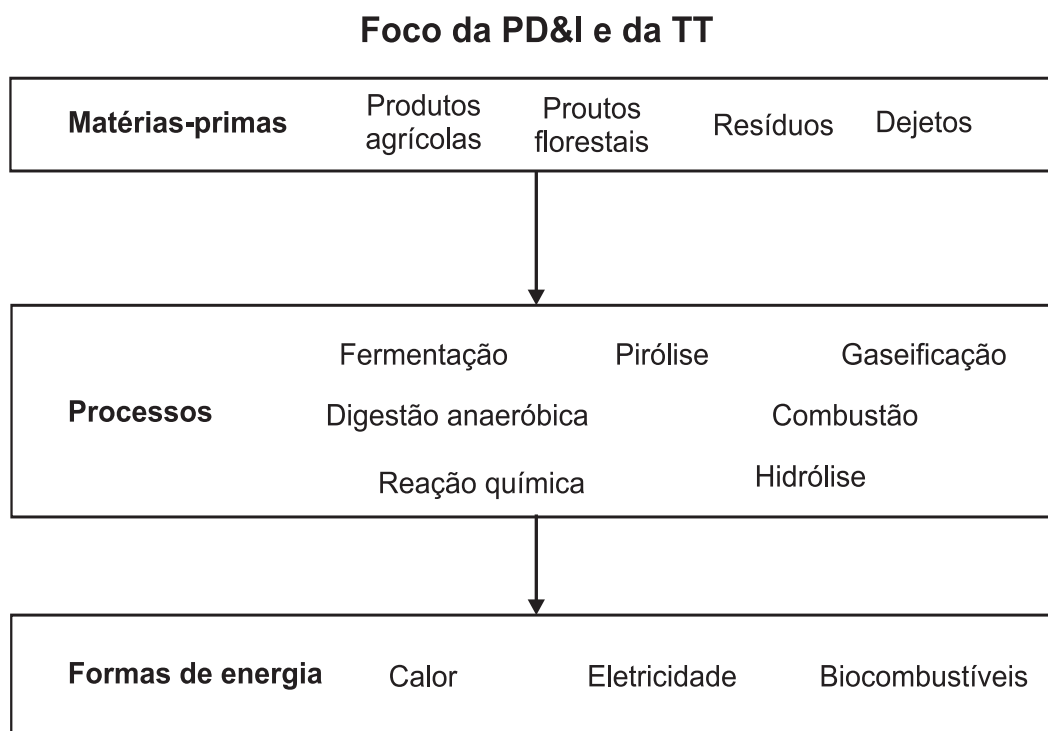 Foco da PD&I e da TT
Matérias-primas
Produtos
agrícolas
Proutos
florestais
Resíduos
Dejetos
Processos
Fermentação
Pirólise
Gaseificação
Digestão anaeróbica
Combustão
Reação química
Hidrólise
Formas de energia
Calor
Eletricidade
Biocombustíveis